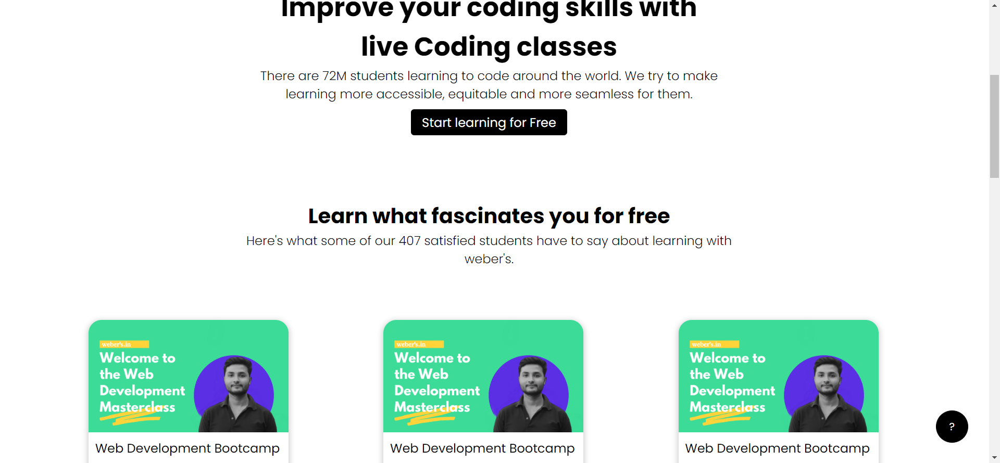 Improve your coding skills with
live Coding classes
There are 72M students learning to code around the world. We try to make
learning more accessible, equitable and more seamless for them.
Start learning for Free
Learn what fascinates you for free
Here's what some of our 407 satisfied students have to say about learning with
weber's.
weber's.in
Welcome to
the Web
Development
Masterclass
Web Development Bootcamp
weber's.in
Welcome to
the Web
Development
Masterclass
Web Development Bootcamp
weber's.in
Welcome to
the Web
Development
Masterclass
Web Development Bootcamp
?